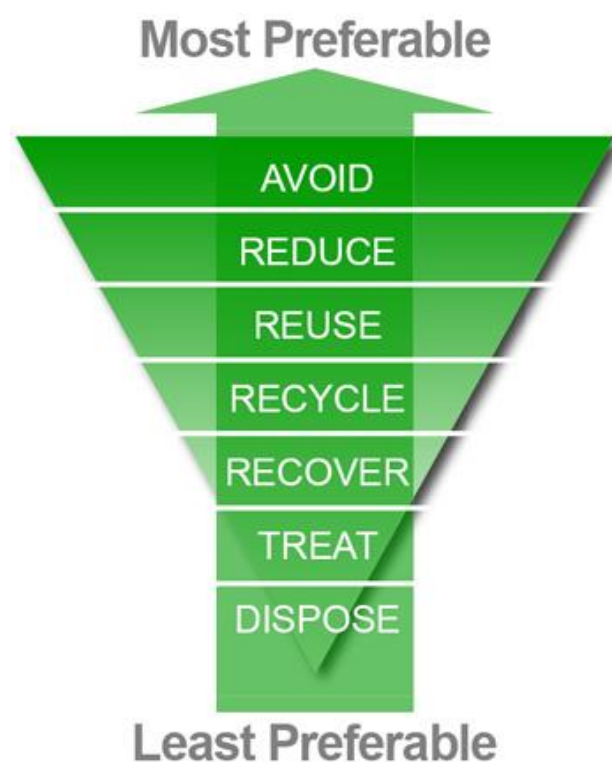 Most Preferable
AVOID
REDUCE
REUSE
RECYCLE
RECOVER
TREAT
DISPOSE
Least Preferable